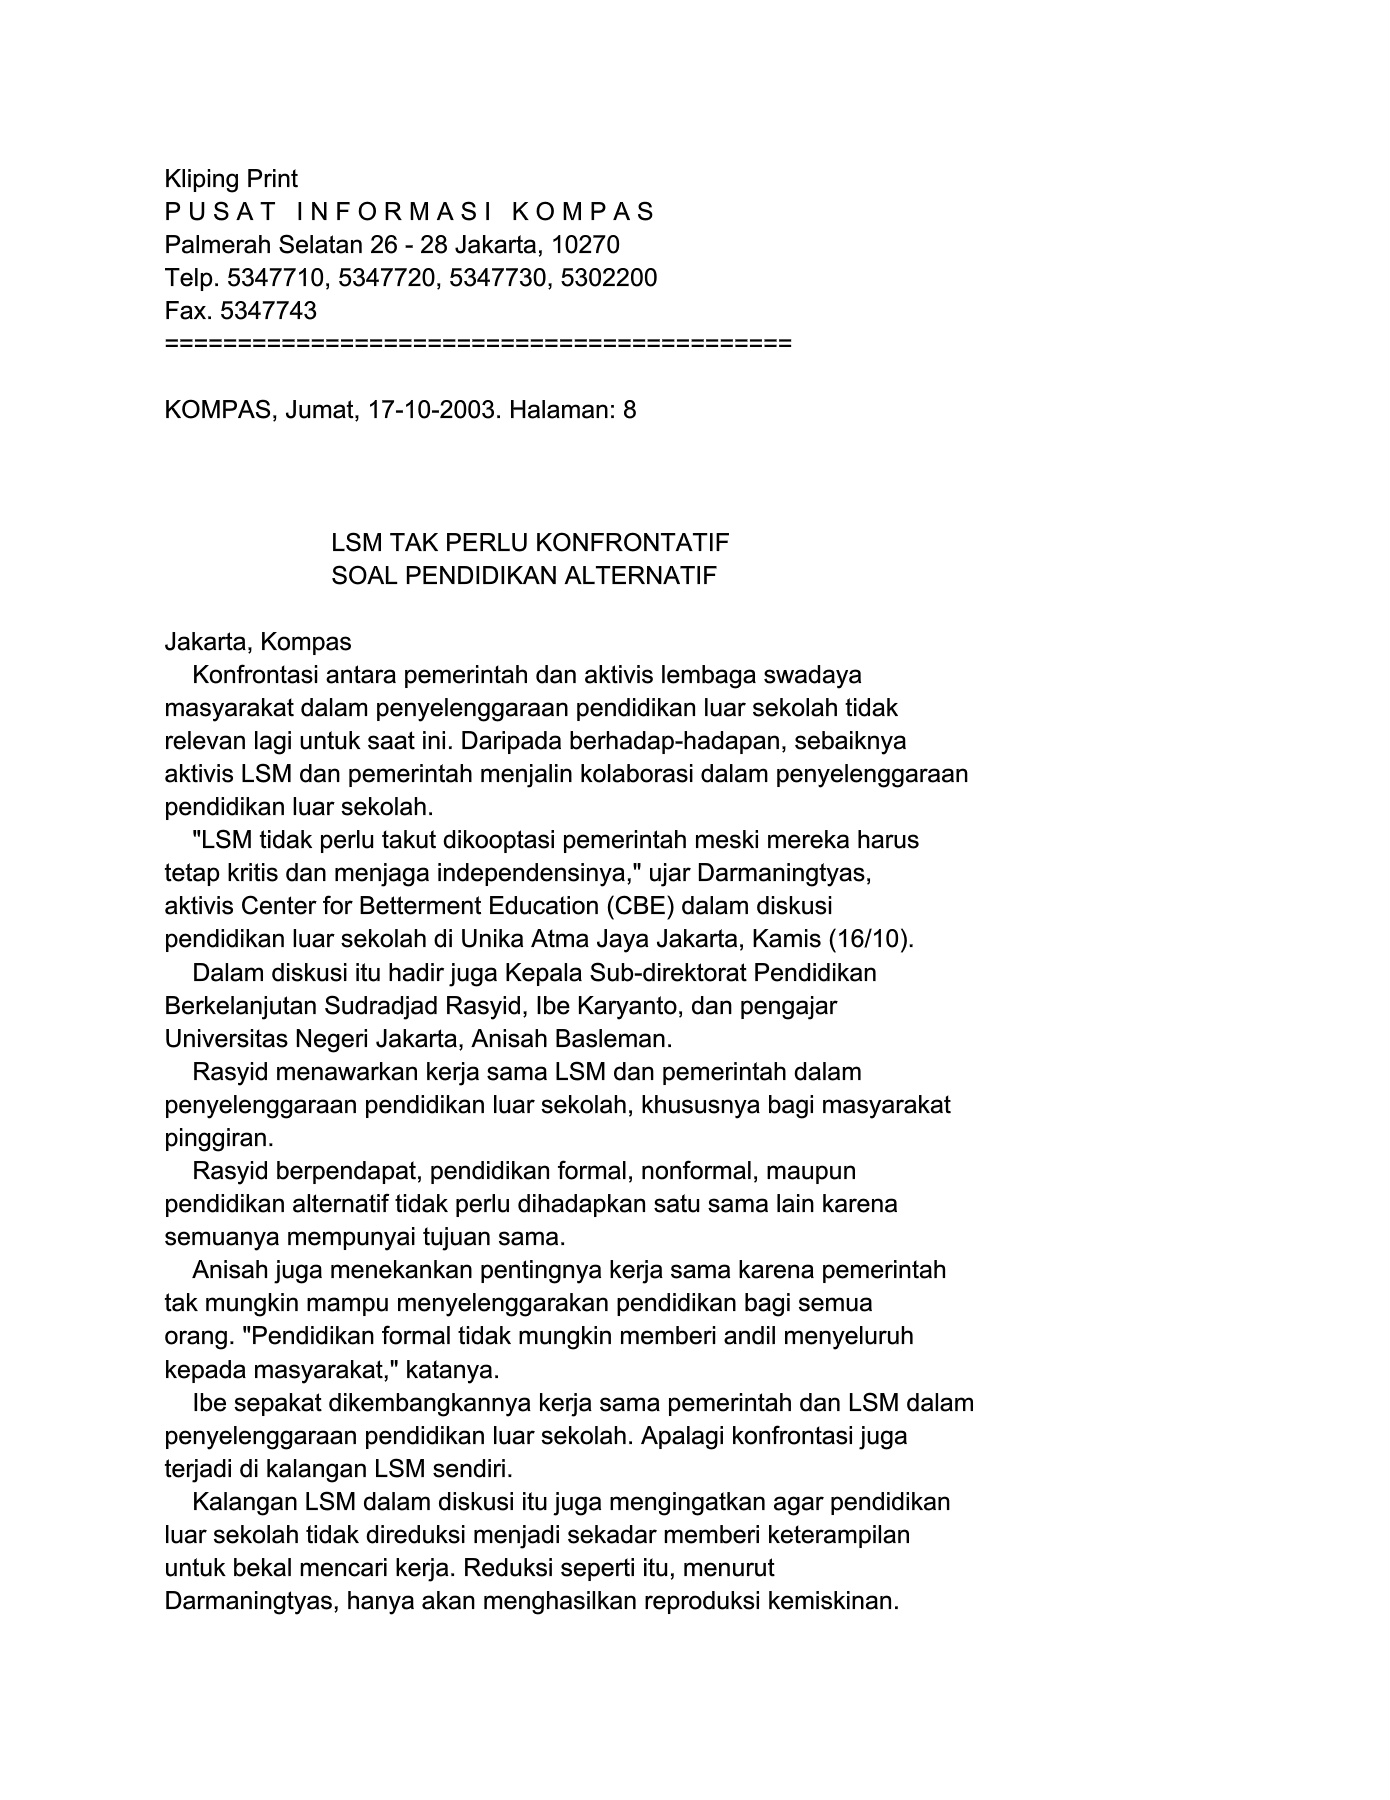 Kliping Print
P U S A T   I N F O R M A S I   K O M P A S
Palmerah Selatan 26 - 28 Jakarta, 10270
Telp. 5347710, 5347720, 5347730, 5302200
Fax. 5347743
===========================================
KOMPAS, Jumat, 17-10-2003. Halaman: 8
LSM TAK PERLU KONFRONTATIF
SOAL PENDIDIKAN ALTERNATIF
Jakarta, Kompas
Konfrontasi antara pemerintah dan aktivis lembaga swadaya
masyarakat dalam penyelenggaraan pendidikan luar sekolah tidak
relevan lagi untuk saat ini. Daripada berhadap-hadapan, sebaiknya
aktivis LSM dan pemerintah menjalin kolaborasi dalam penyelenggaraan
pendidikan luar sekolah.
"LSM tidak perlu takut dikooptasi pemerintah meski mereka harus
tetap kritis dan menjaga independensinya," ujar Darmaningtyas,
aktivis Center for Betterment Education (CBE) dalam diskusi
pendidikan luar sekolah di Unika Atma Jaya Jakarta, Kamis (16/10).
Dalam diskusi itu hadir juga Kepala Sub-direktorat Pendidikan
Berkelanjutan Sudradjad Rasyid, Ibe Karyanto, dan pengajar
Universitas Negeri Jakarta, Anisah Basleman.
Rasyid menawarkan kerja sama LSM dan pemerintah dalam
penyelenggaraan pendidikan luar sekolah, khususnya bagi masyarakat
pinggiran.
Rasyid berpendapat, pendidikan formal, nonformal, maupun
pendidikan alternatif tidak perlu dihadapkan satu sama lain karena
semuanya mempunyai tujuan sama.
Anisah juga menekankan pentingnya kerja sama karena pemerintah
tak mungkin mampu menyelenggarakan pendidikan bagi semua
orang. "Pendidikan formal tidak mungkin memberi andil menyeluruh
kepada masyarakat," katanya.
Ibe sepakat dikembangkannya kerja sama pemerintah dan LSM dalam
penyelenggaraan pendidikan luar sekolah. Apalagi konfrontasi juga
terjadi di kalangan LSM sendiri.
Kalangan LSM dalam diskusi itu juga mengingatkan agar pendidikan
luar sekolah tidak direduksi menjadi sekadar memberi keterampilan
untuk bekal mencari kerja. Reduksi seperti itu, menurut
Darmaningtyas, hanya akan menghasilkan reproduksi kemiskinan.